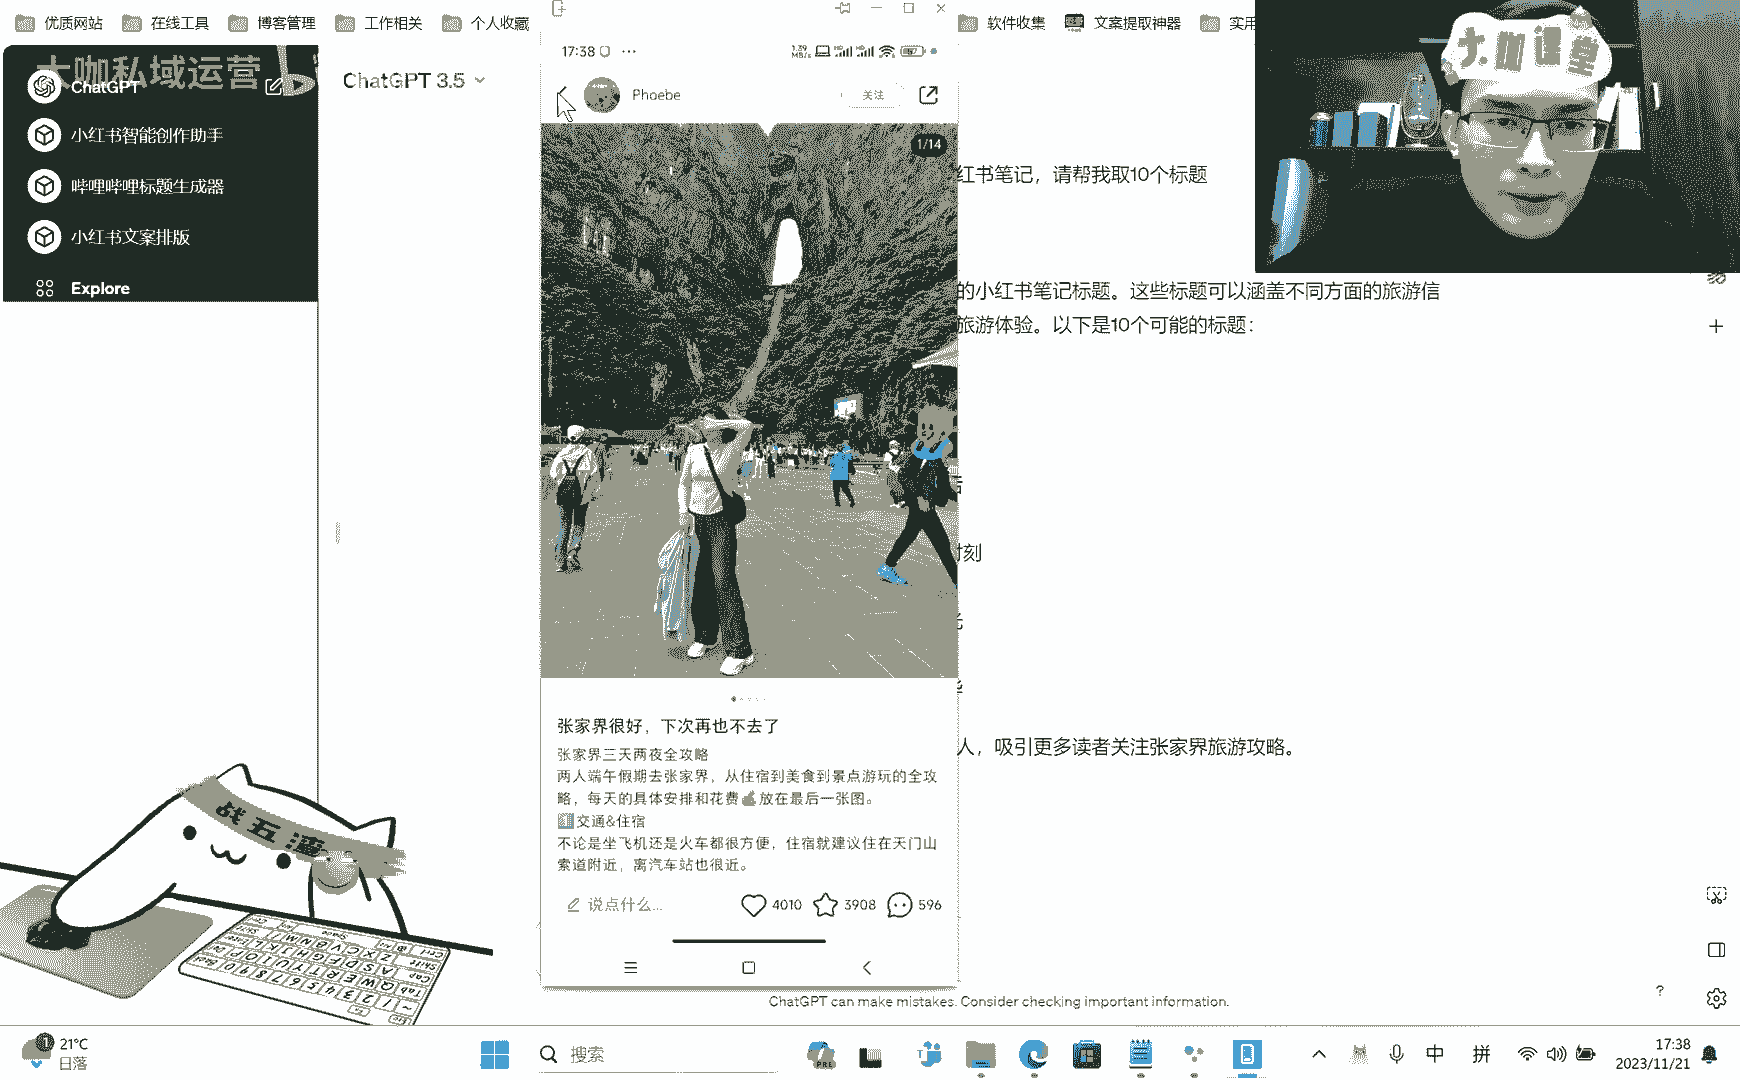 优质网站
在线工具
博客管理
工作相关
个人收藏
软件收集
文案提取神器
实用
大咖私域运营
ChatGPT
小红书智能创作助手
哔哩哔哩标题生成器
小红书文案排版
Explore
ChatGPT 3.5
17:38
1.39
MB/s
Phoebe
关注
1/14
张家界很好，下次再也不去了
张家界三天两夜全攻略
两人端午假期去张家界，从住宿到美食到景点游玩的全攻
略，每天的具体安排和花费👍放在最后一张图。
1️⃣交通&住宿
不论是坐飞机还是火车都很方便，住宿就建议住在天门山
索道附近，离汽车站也很近。
说点什么...
4010
3908
596
红书笔记，请帮我取10个标题
的小红书笔记标题。这些标题可以涵盖不同方面的旅游信
旅游体验。以下是10个可能的标题：
时刻
人，吸引更多读者关注张家界旅游攻略。
大咖课堂
战五渣
ChatGPT can make mistakes. Consider checking important information.
?
21°C
日落
搜索
PRE
中
拼
17:38
2023/11/21